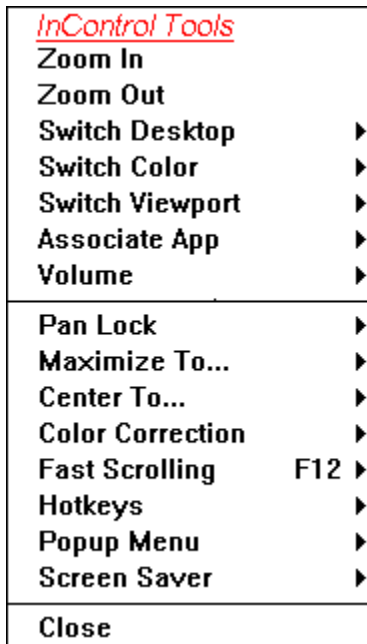 InControl Tools
Zoom In
Zoom Out
Switch Desktop
Switch Color
Switch Viewport
Associate App
Volume
Pan Lock
Maximize To...
Center To...
Color Correction
Fast Scrolling F12
Hotkeys
Popup Menu
Screen Saver
Close